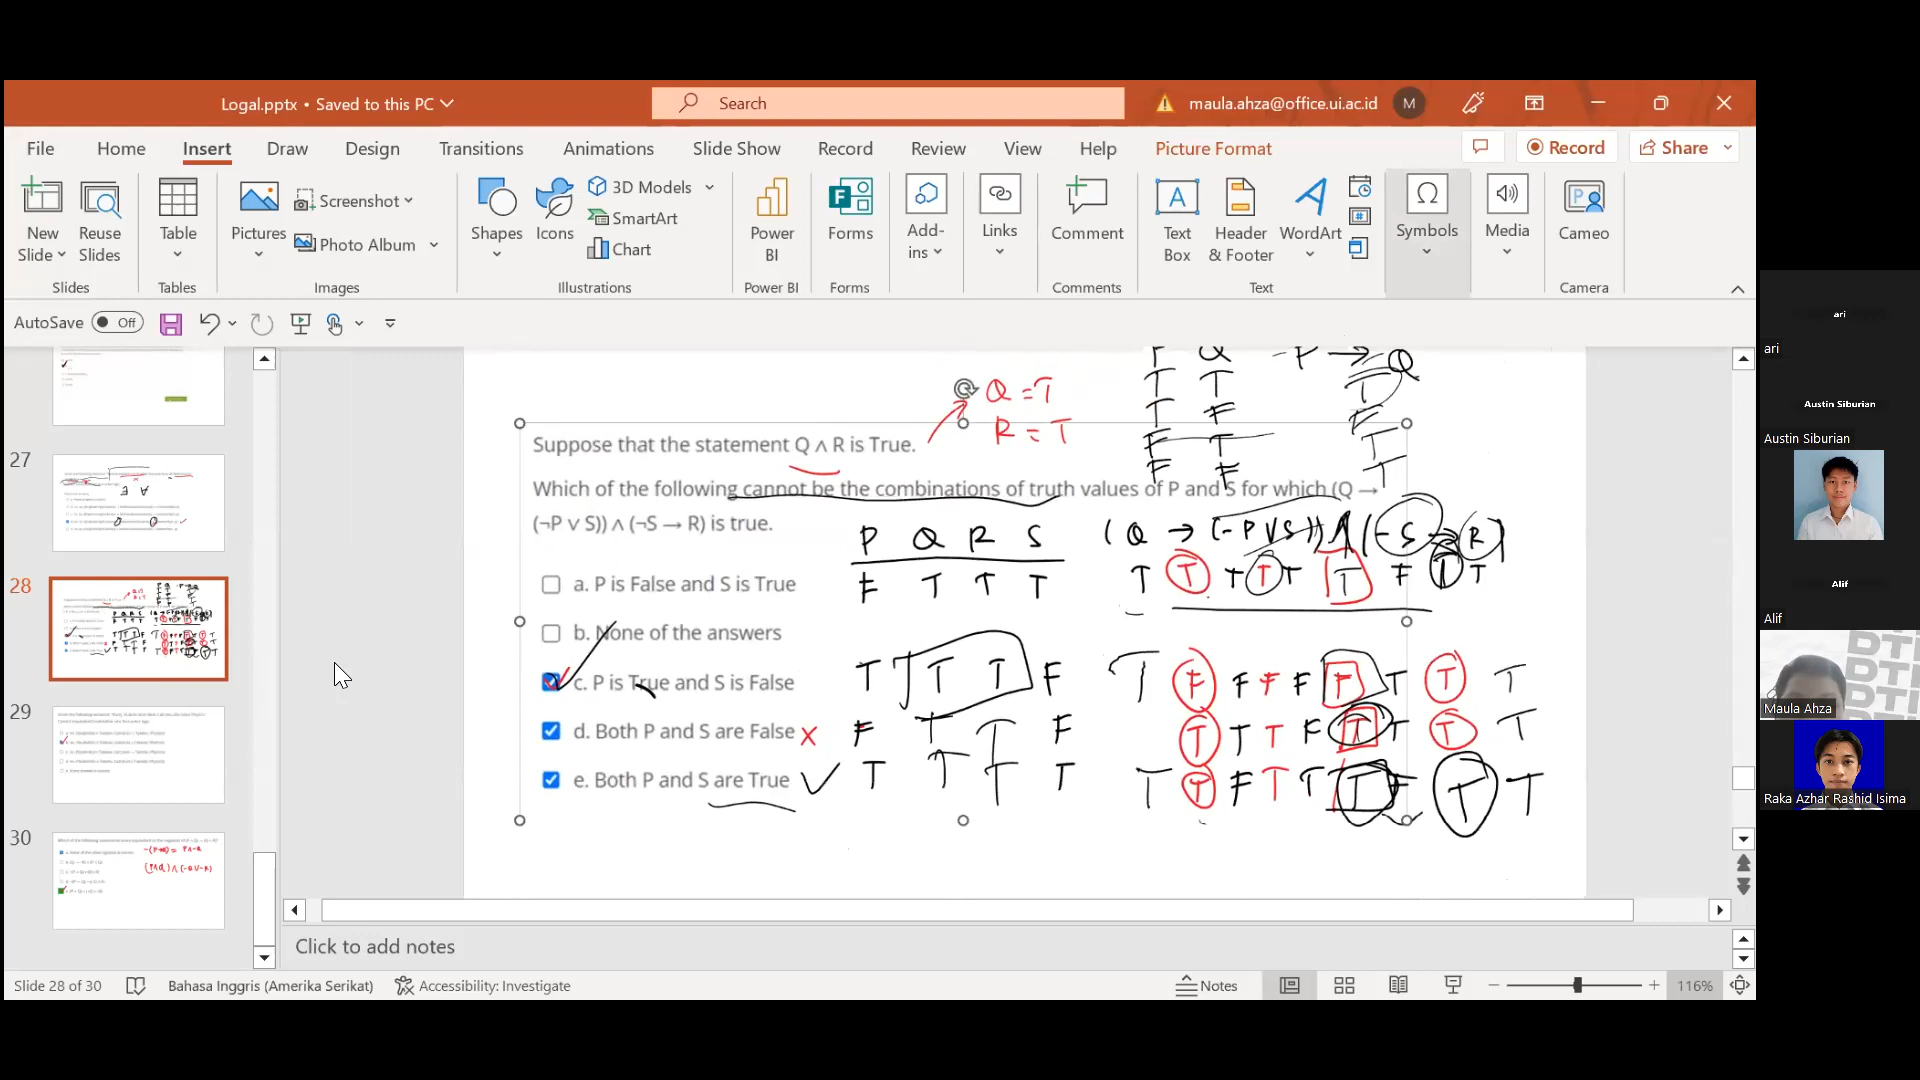 Logal.pptx • Saved to this PC
Search
maula.ahza@office.ui.ac.id
M
File Home Insert Draw Design Transitions Animations Slide Show Record Review View Help Picture Format
Record
Share
New Slide
Reuse Slides
Table
Pictures
Screenshot
Photo Album
Shapes
Icons
3D Models
SmartArt
Chart
Power BI
Forms
Add-ins
Links
Comment
Text Box
Header & Footer
WordArt
Symbols
Media
Cameo
Slides Tables Images Illustrations Power BI Forms Comments Text Camera
AutoSave Off
27
28
29
30
P Q ¬P → Q
T T T
T F F
F T T
F F T
Q = T
R = T
Suppose that the statement Q ∧ R is True.
Which of the following cannot be the combinations of truth values of P and S for which (Q →
(¬P ∨ S)) ∧ (¬S → R) is true.
P Q R S (Q → (¬P ∨ S)) ∧ (¬S → R)
F T T T T T T T T T F T T
a. P is False and S is True
b. None of the answers
c. P is True and S is False
T T T F T F F F F F T T T
d. Both P and S are False x
F T T F T T T F T T T T
e. Both P and S are True
T T T T T T F T T T F T T
Click to add notes
Slide 28 of 30
Bahasa Inggris (Amerika Serikat)
Accessibility: Investigate
Notes
116%
ari
ari
Austin Siburian
Austin Siburian
Alif
Alif
DTI
Maula Ahza
Raka Azhar Rashid Isima